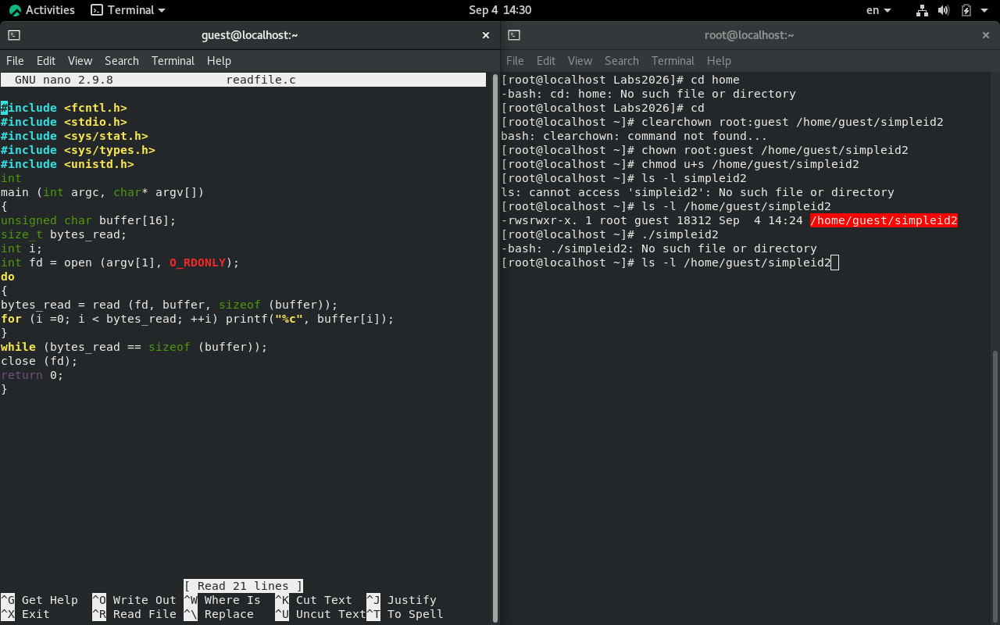 Activities Terminal Sep 4 14:30 en
guest@localhost:~
File Edit View Search Terminal Help
GNU nano 2.9.8 readfile.c
#include <fcntl.h>
#include <stdio.h>
#include <sys/stat.h>
#include <sys/types.h>
#include <unistd.h>
int
main (int argc, char* argv[])
{
unsigned char buffer[16];
size_t bytes_read;
int i;
int fd = open (argv[1], O_RDONLY);
do
{
bytes_read = read (fd, buffer, sizeof (buffer));
for (i =0; i < bytes_read; ++i) printf("%c", buffer[i]);
}
while (bytes_read == sizeof (buffer));
close (fd);
return 0;
}
[ Read 21 lines ]
^G Get Help ^O Write Out ^W Where Is ^K Cut Text ^J Justify
^X Exit ^R Read File ^\ Replace ^U Uncut Text ^T To Spell
root@localhost:~
File Edit View Search Terminal Help
[root@localhost Labs2026]# cd home
-bash: cd: home: No such file or directory
[root@localhost Labs2026]# cd
[root@localhost ~]# clearchown root:guest /home/guest/simpleid2
bash: clearchown: command not found...
[root@localhost ~]# chown root:guest /home/guest/simpleid2
[root@localhost ~]# chmod u+s /home/guest/simpleid2
[root@localhost ~]# ls -l simpleid2
ls: cannot access 'simpleid2': No such file or directory
[root@localhost ~]# ls -l /home/guest/simpleid2
-rwsrwxr-x. 1 root guest 18312 Sep  4 14:24 /home/guest/simpleid2
[root@localhost ~]# ./simpleid2
-bash: ./simpleid2: No such file or directory
[root@localhost ~]# ls -l /home/guest/simpleid2